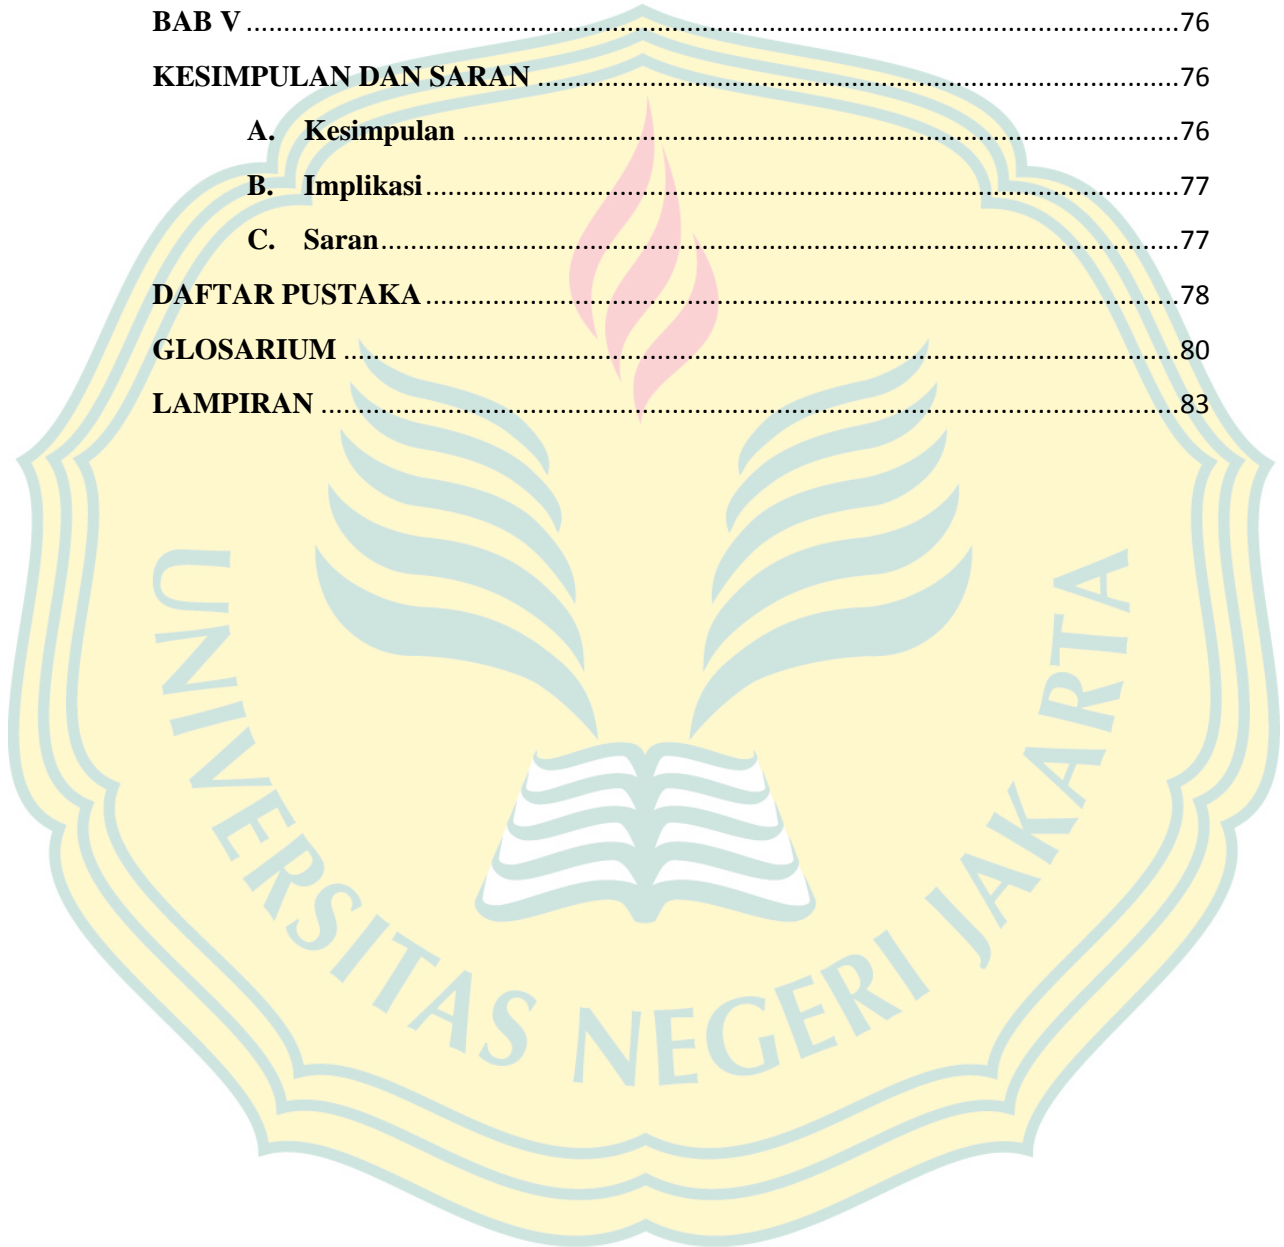 BAB V ........................................................................................................................76
KESIMPULAN DAN SARAN ....................................................................................76
A. Kesimpulan ............................................................................................76
B. Implikasi.................................................................................................77
C. Saran.......................................................................................................77
DAFTAR PUSTAKA..................................................................................................78
GLOSARIUM .............................................................................................................80
LAMPIRAN ................................................................................................................83
UNIVERSITAS NEGERI JAKARTA